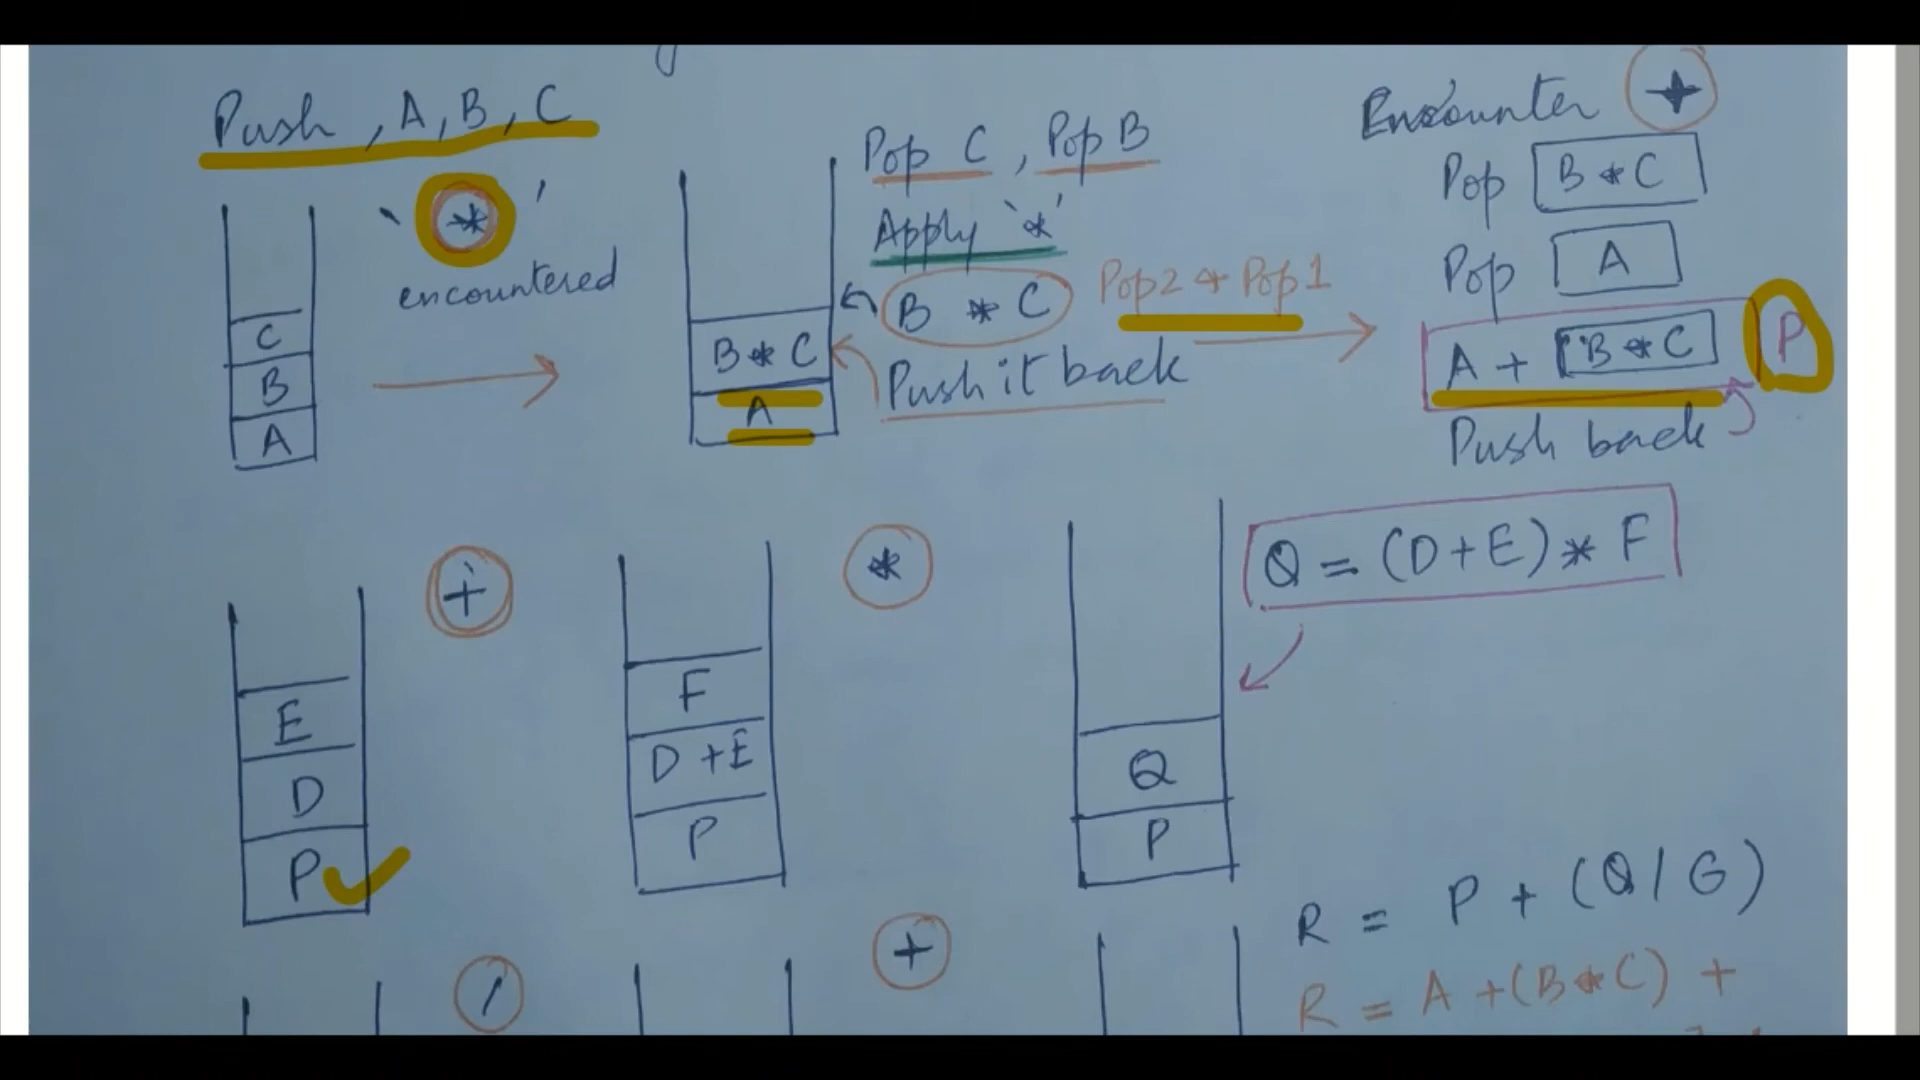 Push, A, B, C
' * '
encountered
C
B
A
Pop C, Pop B
Apply '*'
B * C
Push it back
B * C
A
Pop2 * Pop1
Encounter +
Pop B * C
Pop A
A + (B * C) P
Push back
+
E
D
P
*
F
D + E
P
Q = (D+E) * F
Q
P
/
+
R = P + (Q / G)
R = A + (B * C) +